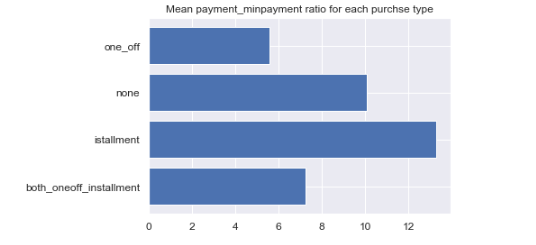 Mean payment_minpayment ratio for each purchse type
one_off
none
istallment
both_oneoff_installment
0 2 4 6 8 10 12